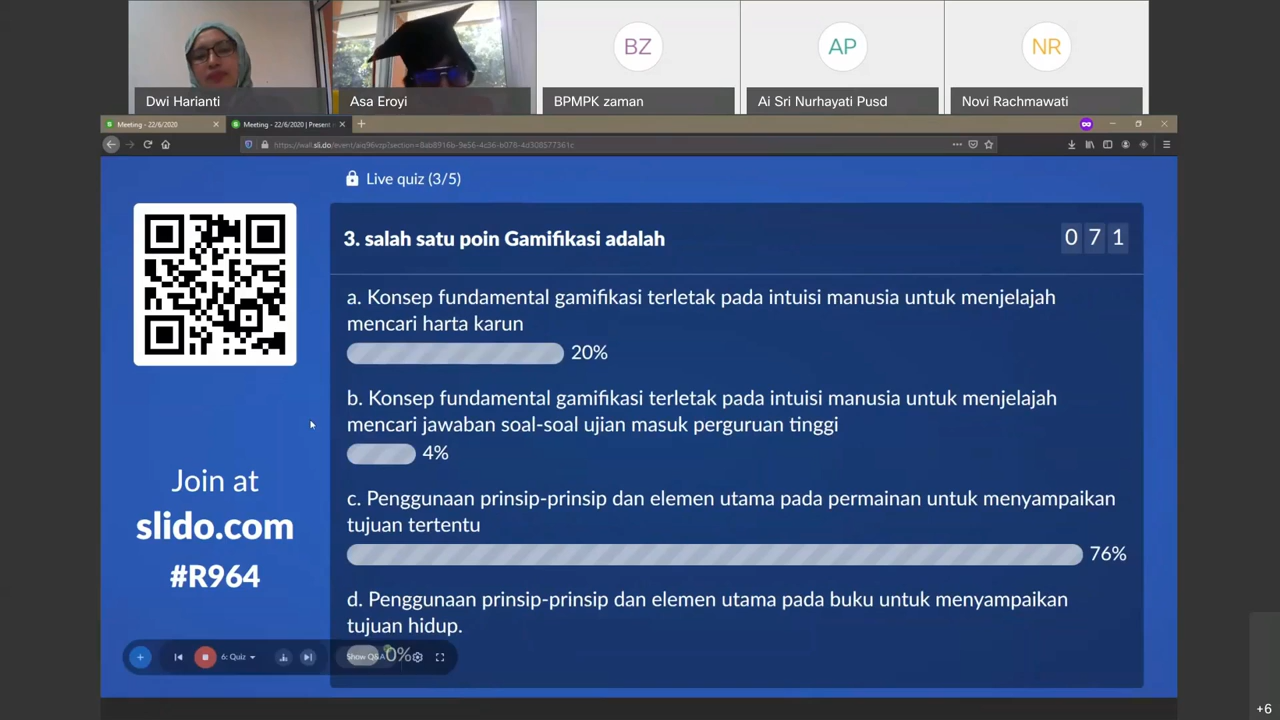 BZ
AP
NR
Dwi Harianti
Asa Eroyi
BPMPK zaman
Ai Sri Nurhayati Pusd
Novi Rachmawati
Meeting - 22/6/2020
Meeting - 22/6/2020 | Present
Live quiz (3/5)
3. salah satu poin Gamifikasi adalah
071
a. Konsep fundamental gamifikasi terletak pada intuisi manusia untuk menjelajah
mencari harta karun
20%
b. Konsep fundamental gamifikasi terletak pada intuisi manusia untuk menjelajah
mencari jawaban soal-soal ujian masuk perguruan tinggi
4%
c. Penggunaan prinsip-prinsip dan elemen utama pada permainan untuk menyampaikan
tujuan tertentu
76%
d. Penggunaan prinsip-prinsip dan elemen utama pada buku untuk menyampaikan
tujuan hidup.
0%
Join at
slido.com
#R964
6: Quiz
Show Q&A
+6